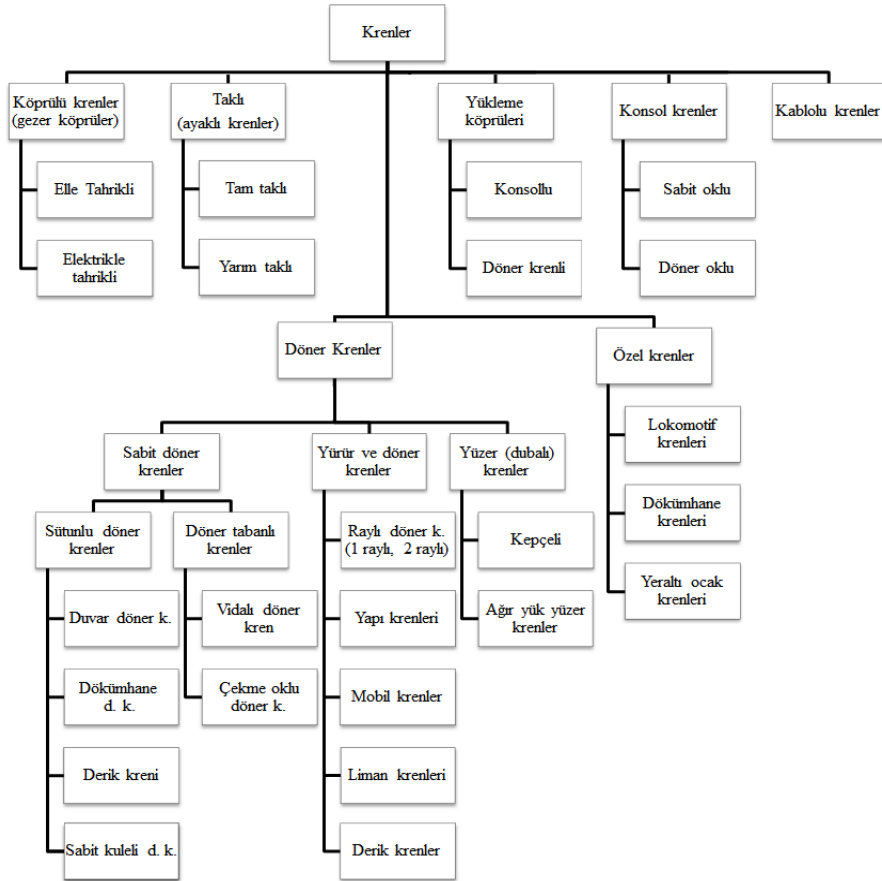 Krenler
Köprülü krenler
(gezer köprüler)
Taklı
(ayaklı krenler)
Yükleme
köprüleri
Konsol krenler
Kablolu krenler
Elle Tahrikli
Tam taklı
Konsollu
Sabit oklu
Elektrikle
tahrikli
Yarım taklı
Döner krenli
Döner oklu
Döner Krenler
Özel krenler
Sabit döner
krenler
Yürür ve döner
krenler
Yüzer (dubalı)
krenler
Lokomotif
krenleri
Sütunlu döner
krenler
Döner tabanlı
krenler
Raylı döner k.
(1 raylı, 2 raylı)
Kepçeli
Dökümhane
krenleri
Duvar döner k.
Vidalı döner
kren
Yapı krenleri
Ağır yük yüzer
krenler
Yeraltı ocak
krenleri
Dökümhane
d. k.
Çekme oklu
döner k.
Mobil krenler
Derik kreni
Liman krenleri
Sabit kuleli d. k.
Derik krenler